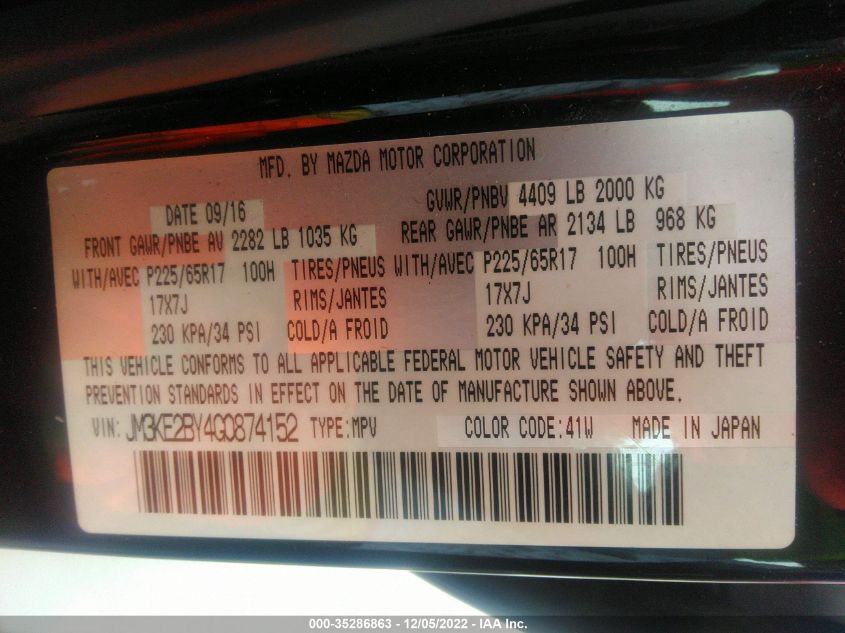 MFD. BY MAZDA MOTOR CORPORATION
DATE 09/16 GVWR/PNBV 4409 LB 2000 KG
FRONT GAWR/PNBE AV 2282 LB 1035 KG REAR GAWR/PNBE AR 2134 LB 968 KG
WITH/AVEC P225/65R17 100H TIRES/PNEUS WITH/AVEC P225/65R17 100H TIRES/PNEUS
17X7J RIMS/JANTES 17X7J RIMS/JANTES
230 KPA/34 PSI COLD/A FROID 230 KPA/34 PSI COLD/A FROID
THIS VEHICLE CONFORMS TO ALL APPLICABLE FEDERAL MOTOR VEHICLE SAFETY AND THEFT
PREVENTION STANDARDS IN EFFECT ON THE DATE OF MANUFACTURE SHOWN ABOVE.
VIN: JM3KE2BY4G0874152 TYPE:MPV COLOR CODE:41W MADE IN JAPAN
000-35286863 - 12/05/2022 - IAA Inc.